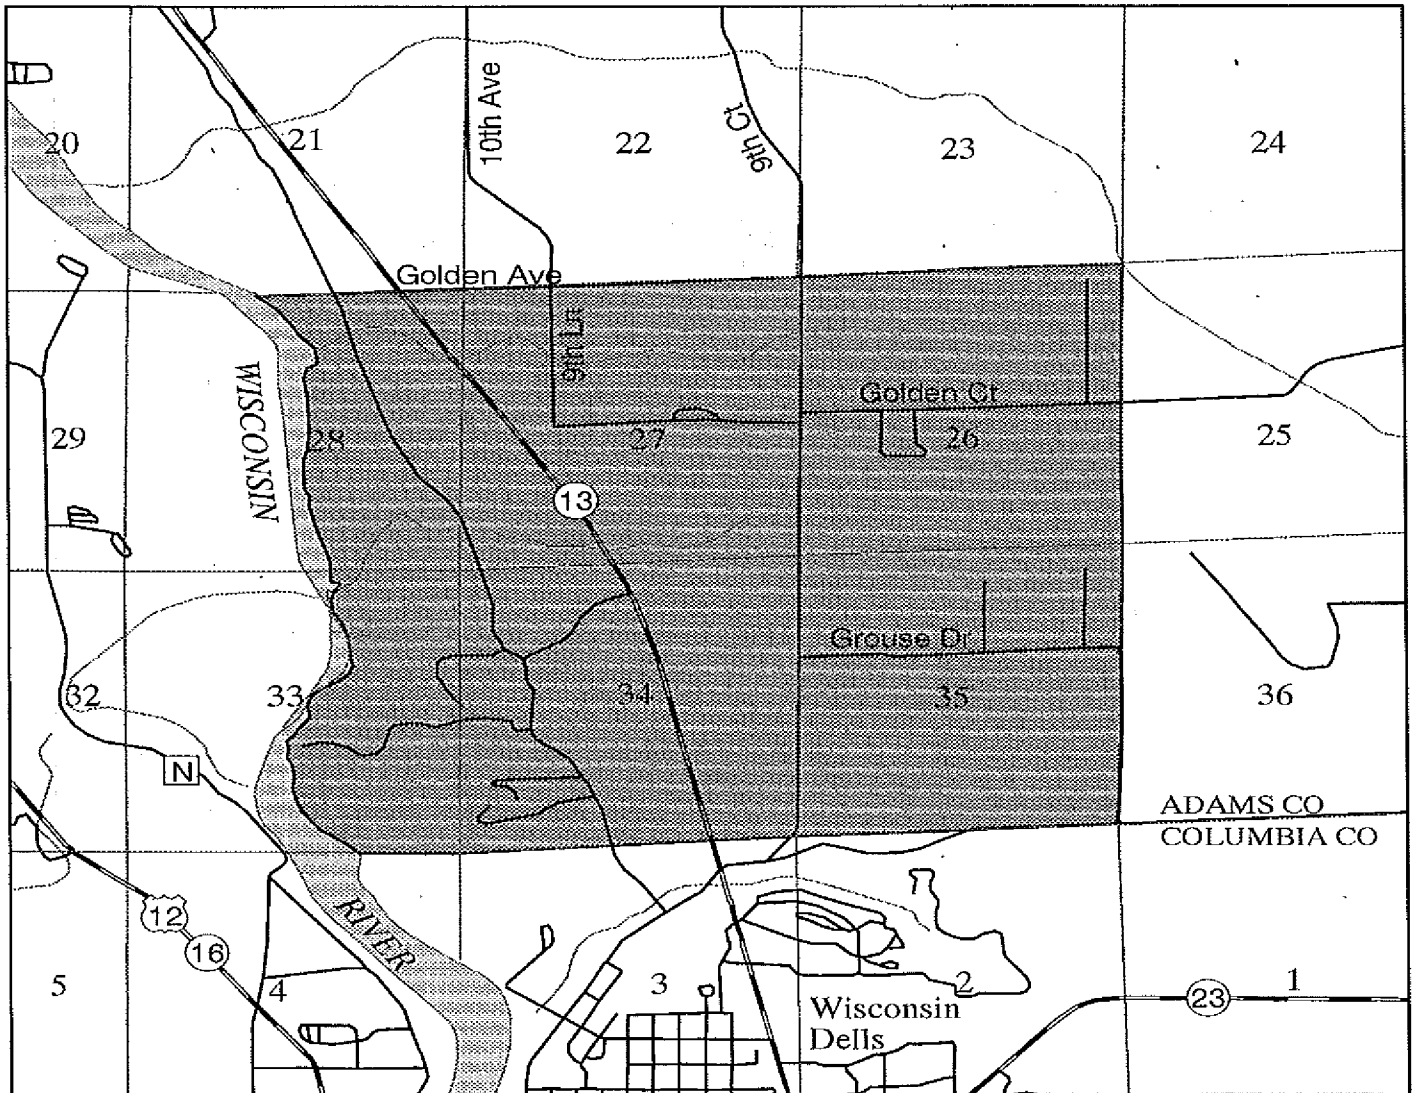 20
21
10th Ave
22
9th Ct
23
24
Golden Ave
WISCONSIN
9th Ln
Golden Ct
29
28
27
26
25
13
Grouse Dr
32
33
34
35
36
N
ADAMS CO
COLUMBIA CO
12
16
RIVER
5
4
3
2
1
23
Wisconsin
Dells